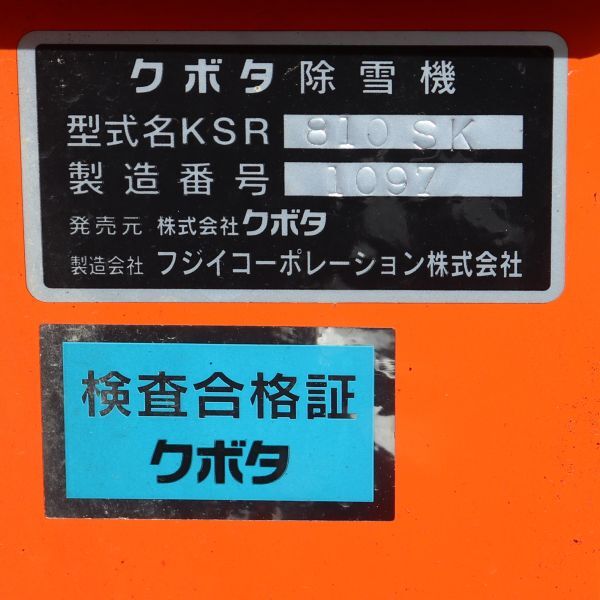 クボタ 除雪機
型式名KSR 810SK
製造番号 1097
発売元 株式会社クボタ
製造会社 フジイコーポレーション株式会社
検査合格証
クボタ